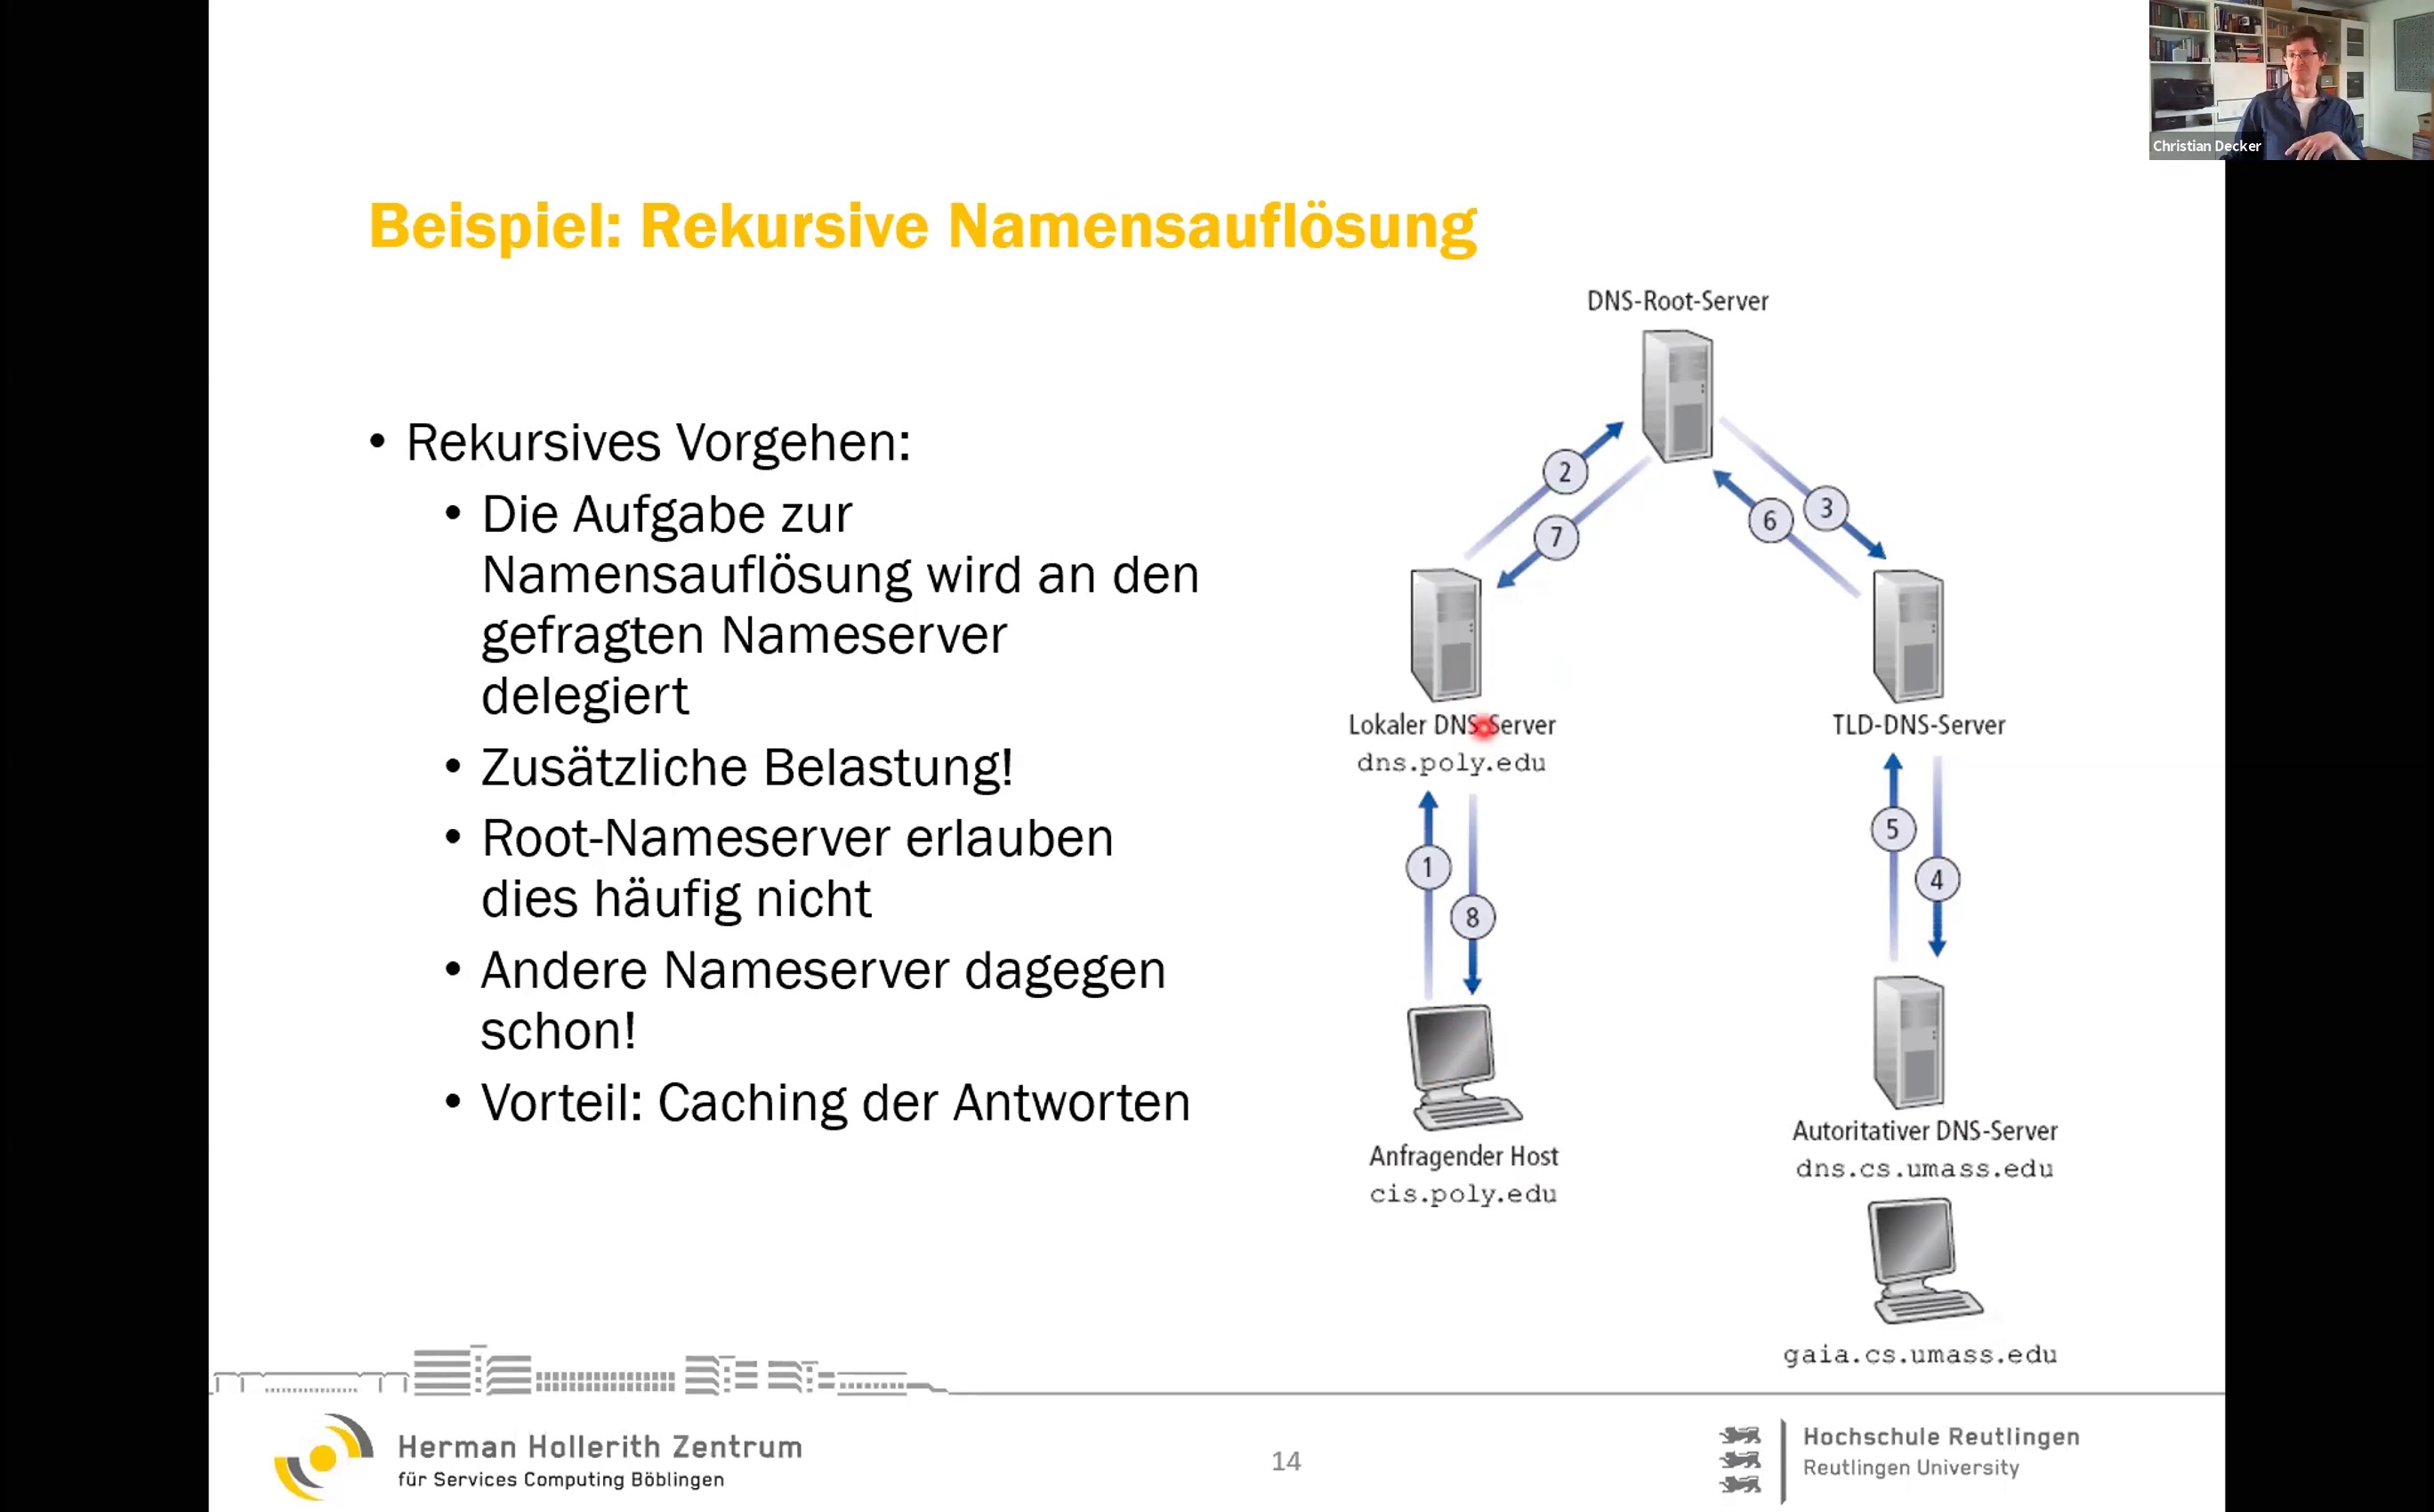 Christian Decker
Beispiel: Rekursive Namensauflösung
• Rekursives Vorgehen:
• Die Aufgabe zur
Namensauflösung wird an den
gefragten Nameserver
delegiert
• Zusätzliche Belastung!
• Root-Nameserver erlauben
dies häufig nicht
• Andere Nameserver dagegen
schon!
• Vorteil: Caching der Antworten
DNS-Root-Server
2
7
3
6
Lokaler DNS-Server
dns.poly.edu
TLD-DNS-Server
1
8
5
4
Anfragender Host
cis.poly.edu
Autoritativer DNS-Server
dns.cs.umass.edu
gaia.cs.umass.edu
Herman Hollerith Zentrum
für Services Computing Böblingen
14
Hochschule Reutlingen
Reutlingen University